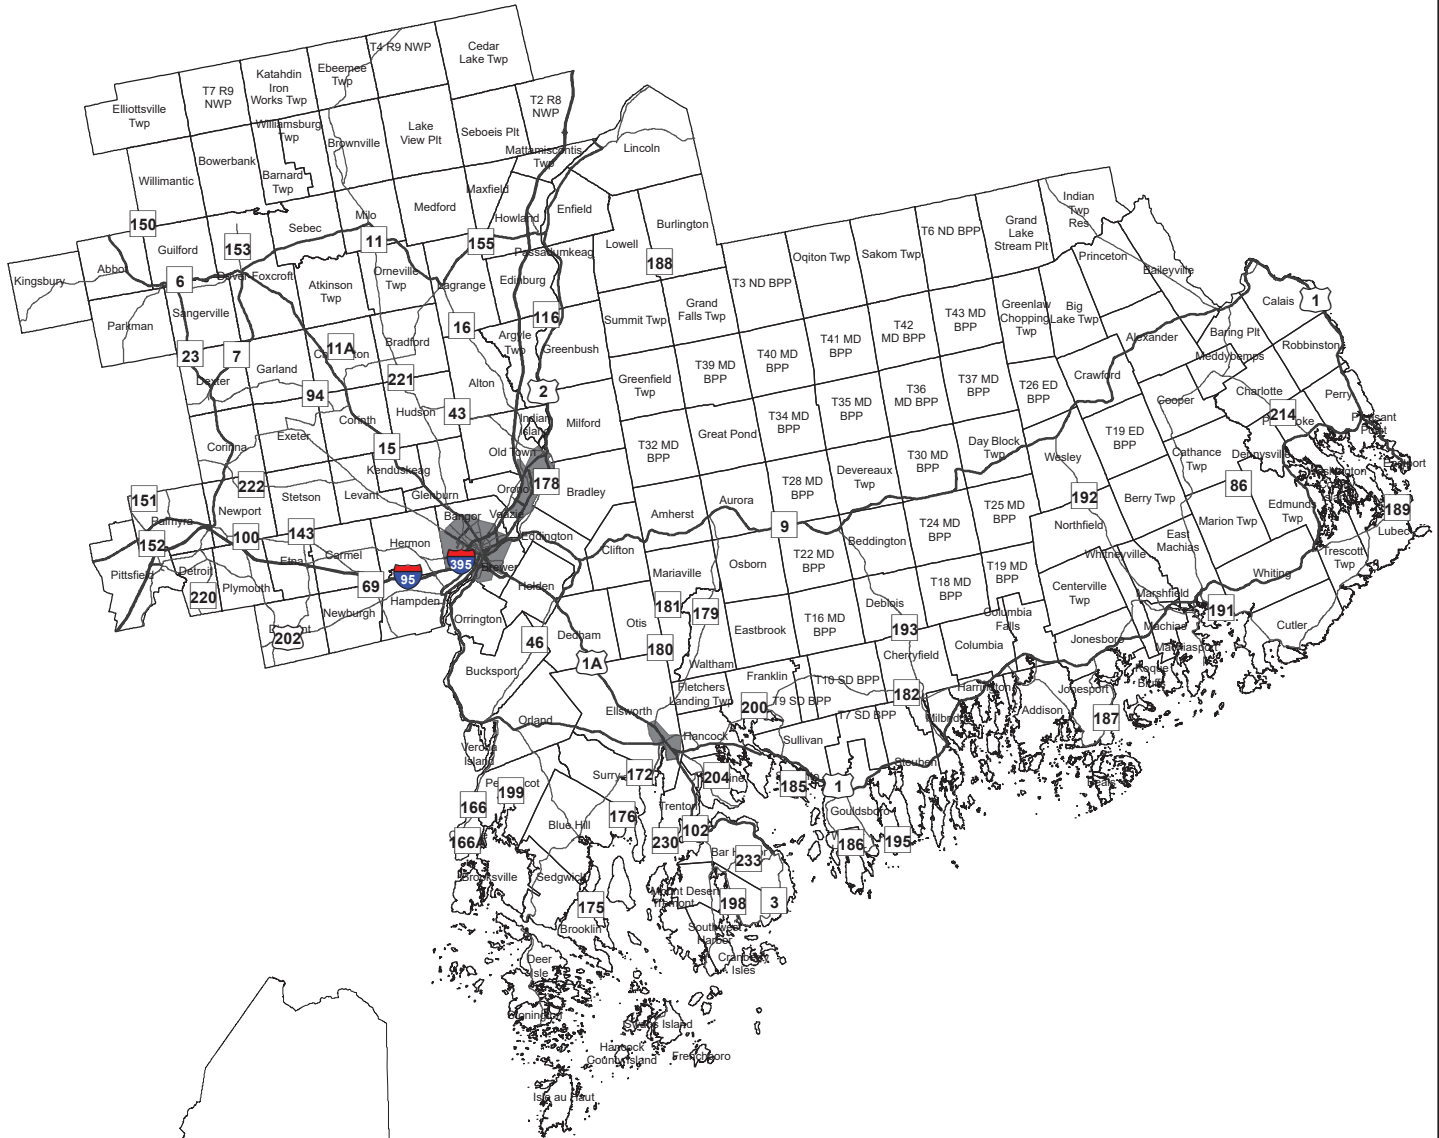 T4 R9 NWP
Cedar
Lake Twp
Ebeemee
Twp
Katahdin
Iron
Works Twp
T7 R9
NWP
Elliottsville
Twp
T2 R8
NWP
Williamsburg
Twp
Brownville
Lake
View Plt
Seboeis Plt
Mattamiscontis
Twp
Lincoln
Bowerbank
Willimantic
Barnard
Twp
Maxfield
Medford
Howland
Enfield
Milo
Sebec
150
153
11
155
Guilford
Burlington
Lowell
188
Passadumkeag
Indian
Twp
Res
Grand
Lake
Stream Plt
T6 ND BPP
Sakom Twp
Oqiton Twp
T3 ND BPP
Princeton
Baileyville
Kingsbury
6
Atkinson
Twp
Orneville
Twp
Lagrange
Edinburg
Calais
1
Parkman
Sangerville
16
116
Argyle
Twp
Greenbush
Summit Twp
Grand
Falls Twp
T43 MD
BPP
Greenlaw
Chopping
Twp
Big
Lake Twp
T42
MD BPP
T41 MD
BPP
T40 MD
BPP
T39 MD
BPP
Alexander
Baring Plt
Meddybemps
Robbinston
23
7
11A
Bradford
Dexter
Garland
94
221
Alton
2
Greenfield
Twp
T37 MD
BPP
T36
MD BPP
T26 ED
BPP
Crawford
Cooper
Charlotte
Perry
214
Hudson
43
Corinth
15
Exeter
Corinna
Kenduskeag
Indian
Island
Milford
Old Town
T32 MD
BPP
Great Pond
T34 MD
BPP
T35 MD
BPP
T30 MD
BPP
Day Block
Twp
Wesley
T19 ED
BPP
Cathance
Twp
Dennysville
222
Newport
Stetson
Levant
Glenburn
Orono
178
Bradley
Devereaux
Twp
T28 MD
BPP
Aurora
192
Berry Twp
86
Edmunds
Twp
189
Lubec
151
Palmyra
152
100
143
Etna
Carmel
Hermon
Bangor
Veazie
Eddington
Amherst
9
T24 MD
BPP
T25 MD
BPP
Northfield
Marion Twp
East
Machias
Trescott
Twp
Pittsfield
Detroit
220
Plymouth
69
95
395
Brewer
Holden
Clifton
Mariaville
Osborn
T22 MD
BPP
Beddington
T18 MD
BPP
T19 MD
BPP
Whitneyville
Centerville
Twp
Whiting
Marshfield
191
Hampden
Newburgh
202
Orrington
46
Dedham
Otis
181
179
180
Eastbrook
T16 MD
BPP
Deblois
193
Columbia
Falls
Columbia
Jonesboro
Machias
Machiasport
Cutler
Bucksport
1A
Waltham
Franklin
Fletchers
Landing Twp
200
T10 SD BPP
T9 SD BPP
T7 SD BPP
Cherryfield
182
Harrington
Milbridge
Addison
Jonesport
Roque
Bluffs
187
Beals
Orland
Ellsworth
Hancock
Sullivan
Steuben
Verona
Island
Surry
172
204
185
1
Gouldsboro
199
166
166A
176
Blue Hill
Trenton
230
102
233
186
195
Brooksville
Sedgwick
Mount Desert
Tremont
198
3
175
Brooklin
Southwest
Harbor
Cranberry
Isles
Deer
Isle
Stonington
Swans Island
Hancock
County Island
Frenchboro
Isle au Haut